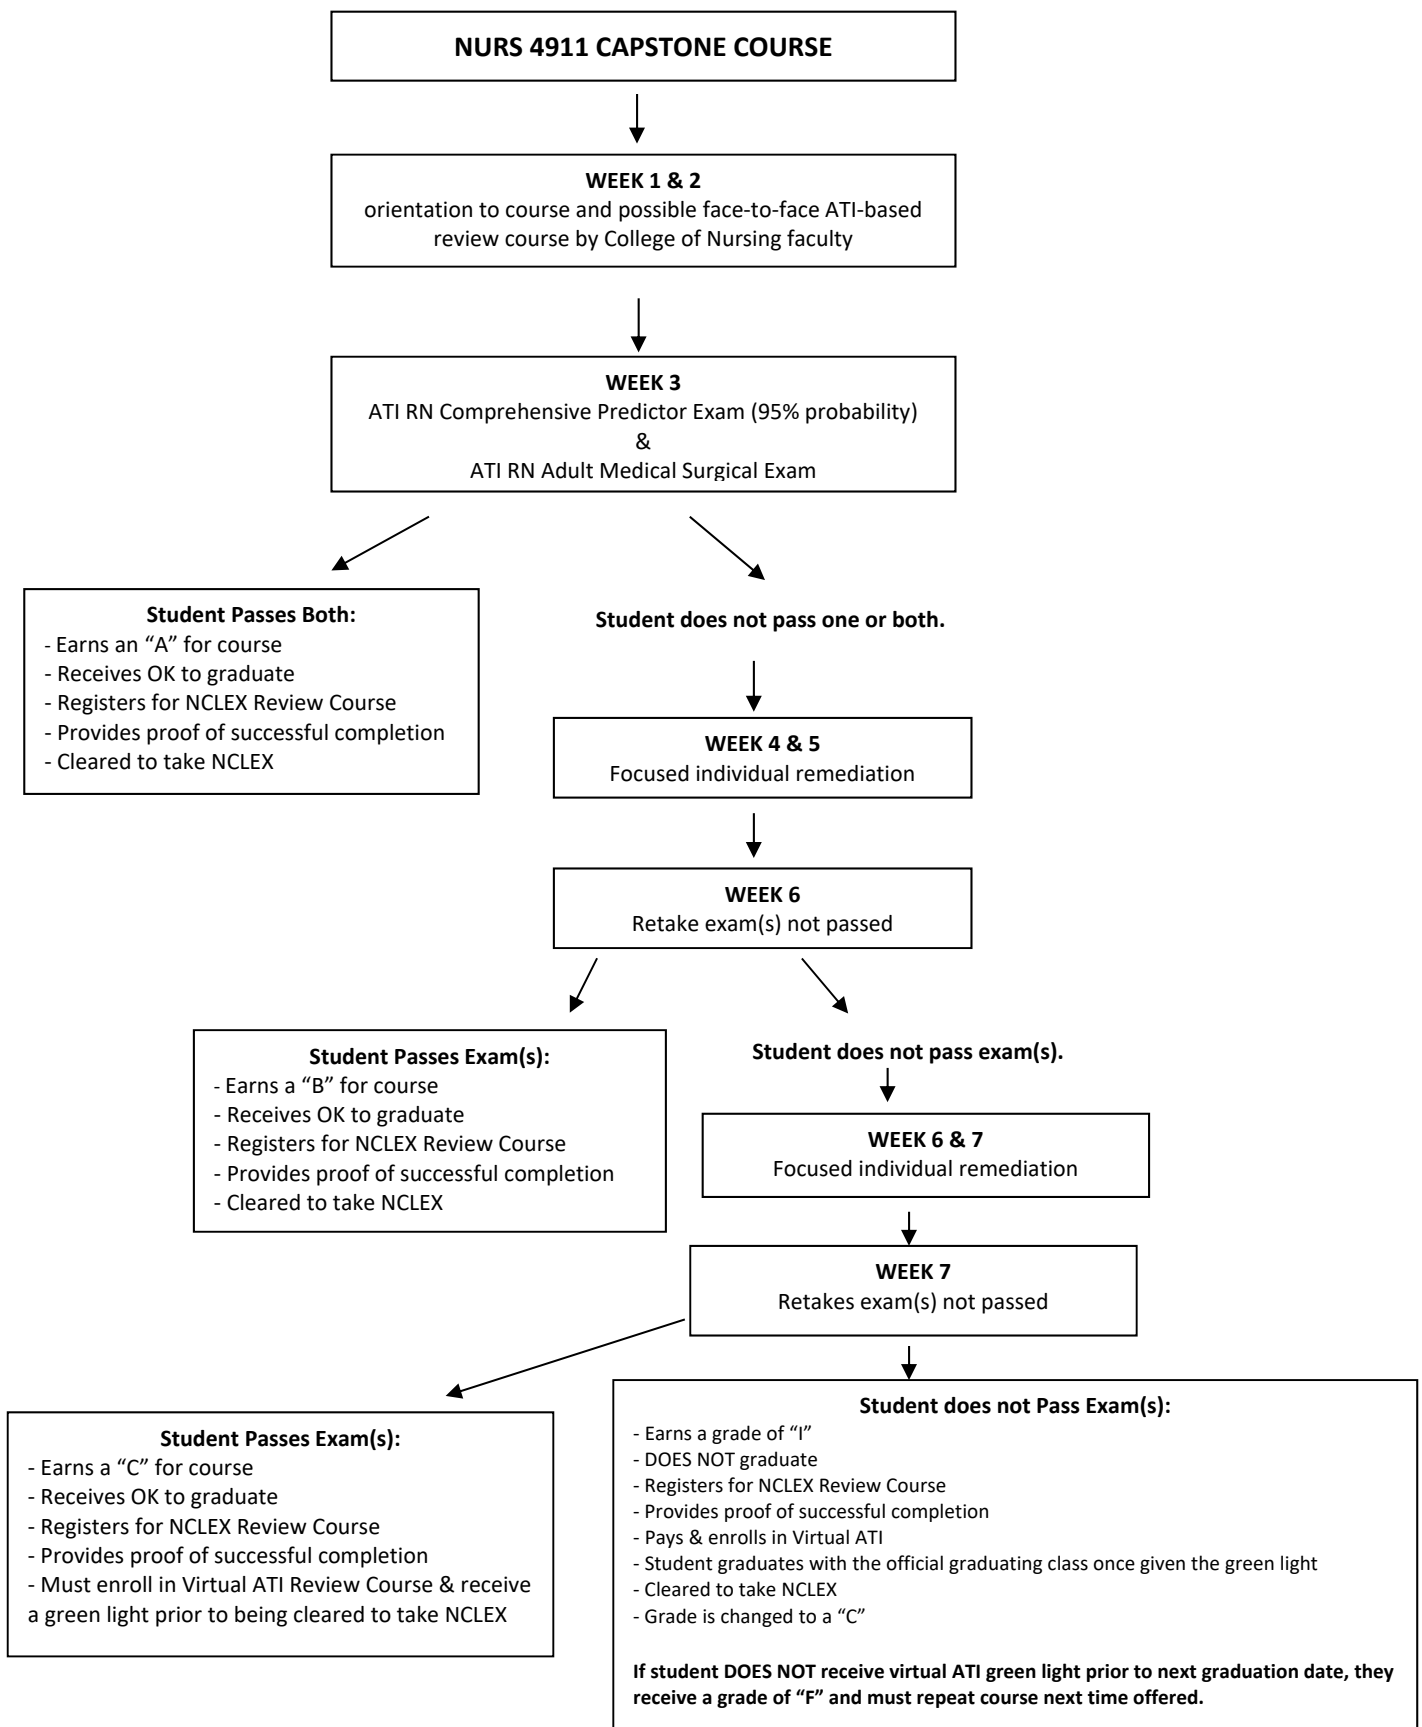 NURS 4911 CAPSTONE COURSE
WEEK 1 & 2
orientation to course and possible face-to-face ATI-based
review course by College of Nursing faculty
WEEK 3
ATI RN Comprehensive Predictor Exam (95% probability)
&
ATI RN Adult Medical Surgical Exam
Student Passes Both:
- Earns an “A” for course
- Receives OK to graduate
- Registers for NCLEX Review Course
- Provides proof of successful completion
- Cleared to take NCLEX
Student does not pass one or both.
WEEK 4 & 5
Focused individual remediation
WEEK 6
Retake exam(s) not passed
Student Passes Exam(s):
- Earns a “B” for course
- Receives OK to graduate
- Registers for NCLEX Review Course
- Provides proof of successful completion
- Cleared to take NCLEX
Student does not pass exam(s).
WEEK 6 & 7
Focused individual remediation
WEEK 7
Retakes exam(s) not passed
Student Passes Exam(s):
- Earns a “C” for course
- Receives OK to graduate
- Registers for NCLEX Review Course
- Provides proof of successful completion
- Must enroll in Virtual ATI Review Course & receive
a green light prior to being cleared to take NCLEX
Student does not Pass Exam(s):
- Earns a grade of “I”
- DOES NOT graduate
- Registers for NCLEX Review Course
- Provides proof of successful completion
- Pays & enrolls in Virtual ATI
- Student graduates with the official graduating class once given the green light
- Cleared to take NCLEX
- Grade is changed to a “C”
If student DOES NOT receive virtual ATI green light prior to next graduation date, they
receive a grade of “F” and must repeat course next time offered.